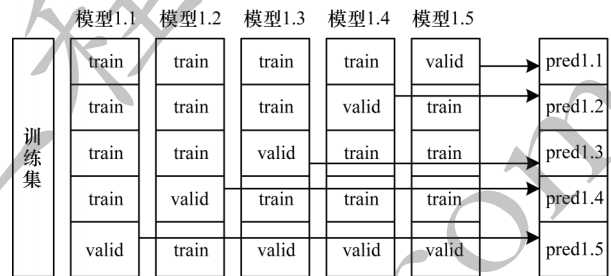 模型1.1 模型1.2 模型1.3 模型1.4 模型1.5
train train train train valid pred1.1
train train train valid train pred1.2
训练集
train train valid train train pred1.3
train valid train train train pred1.4
valid train valid valid valid pred1.5
程
com